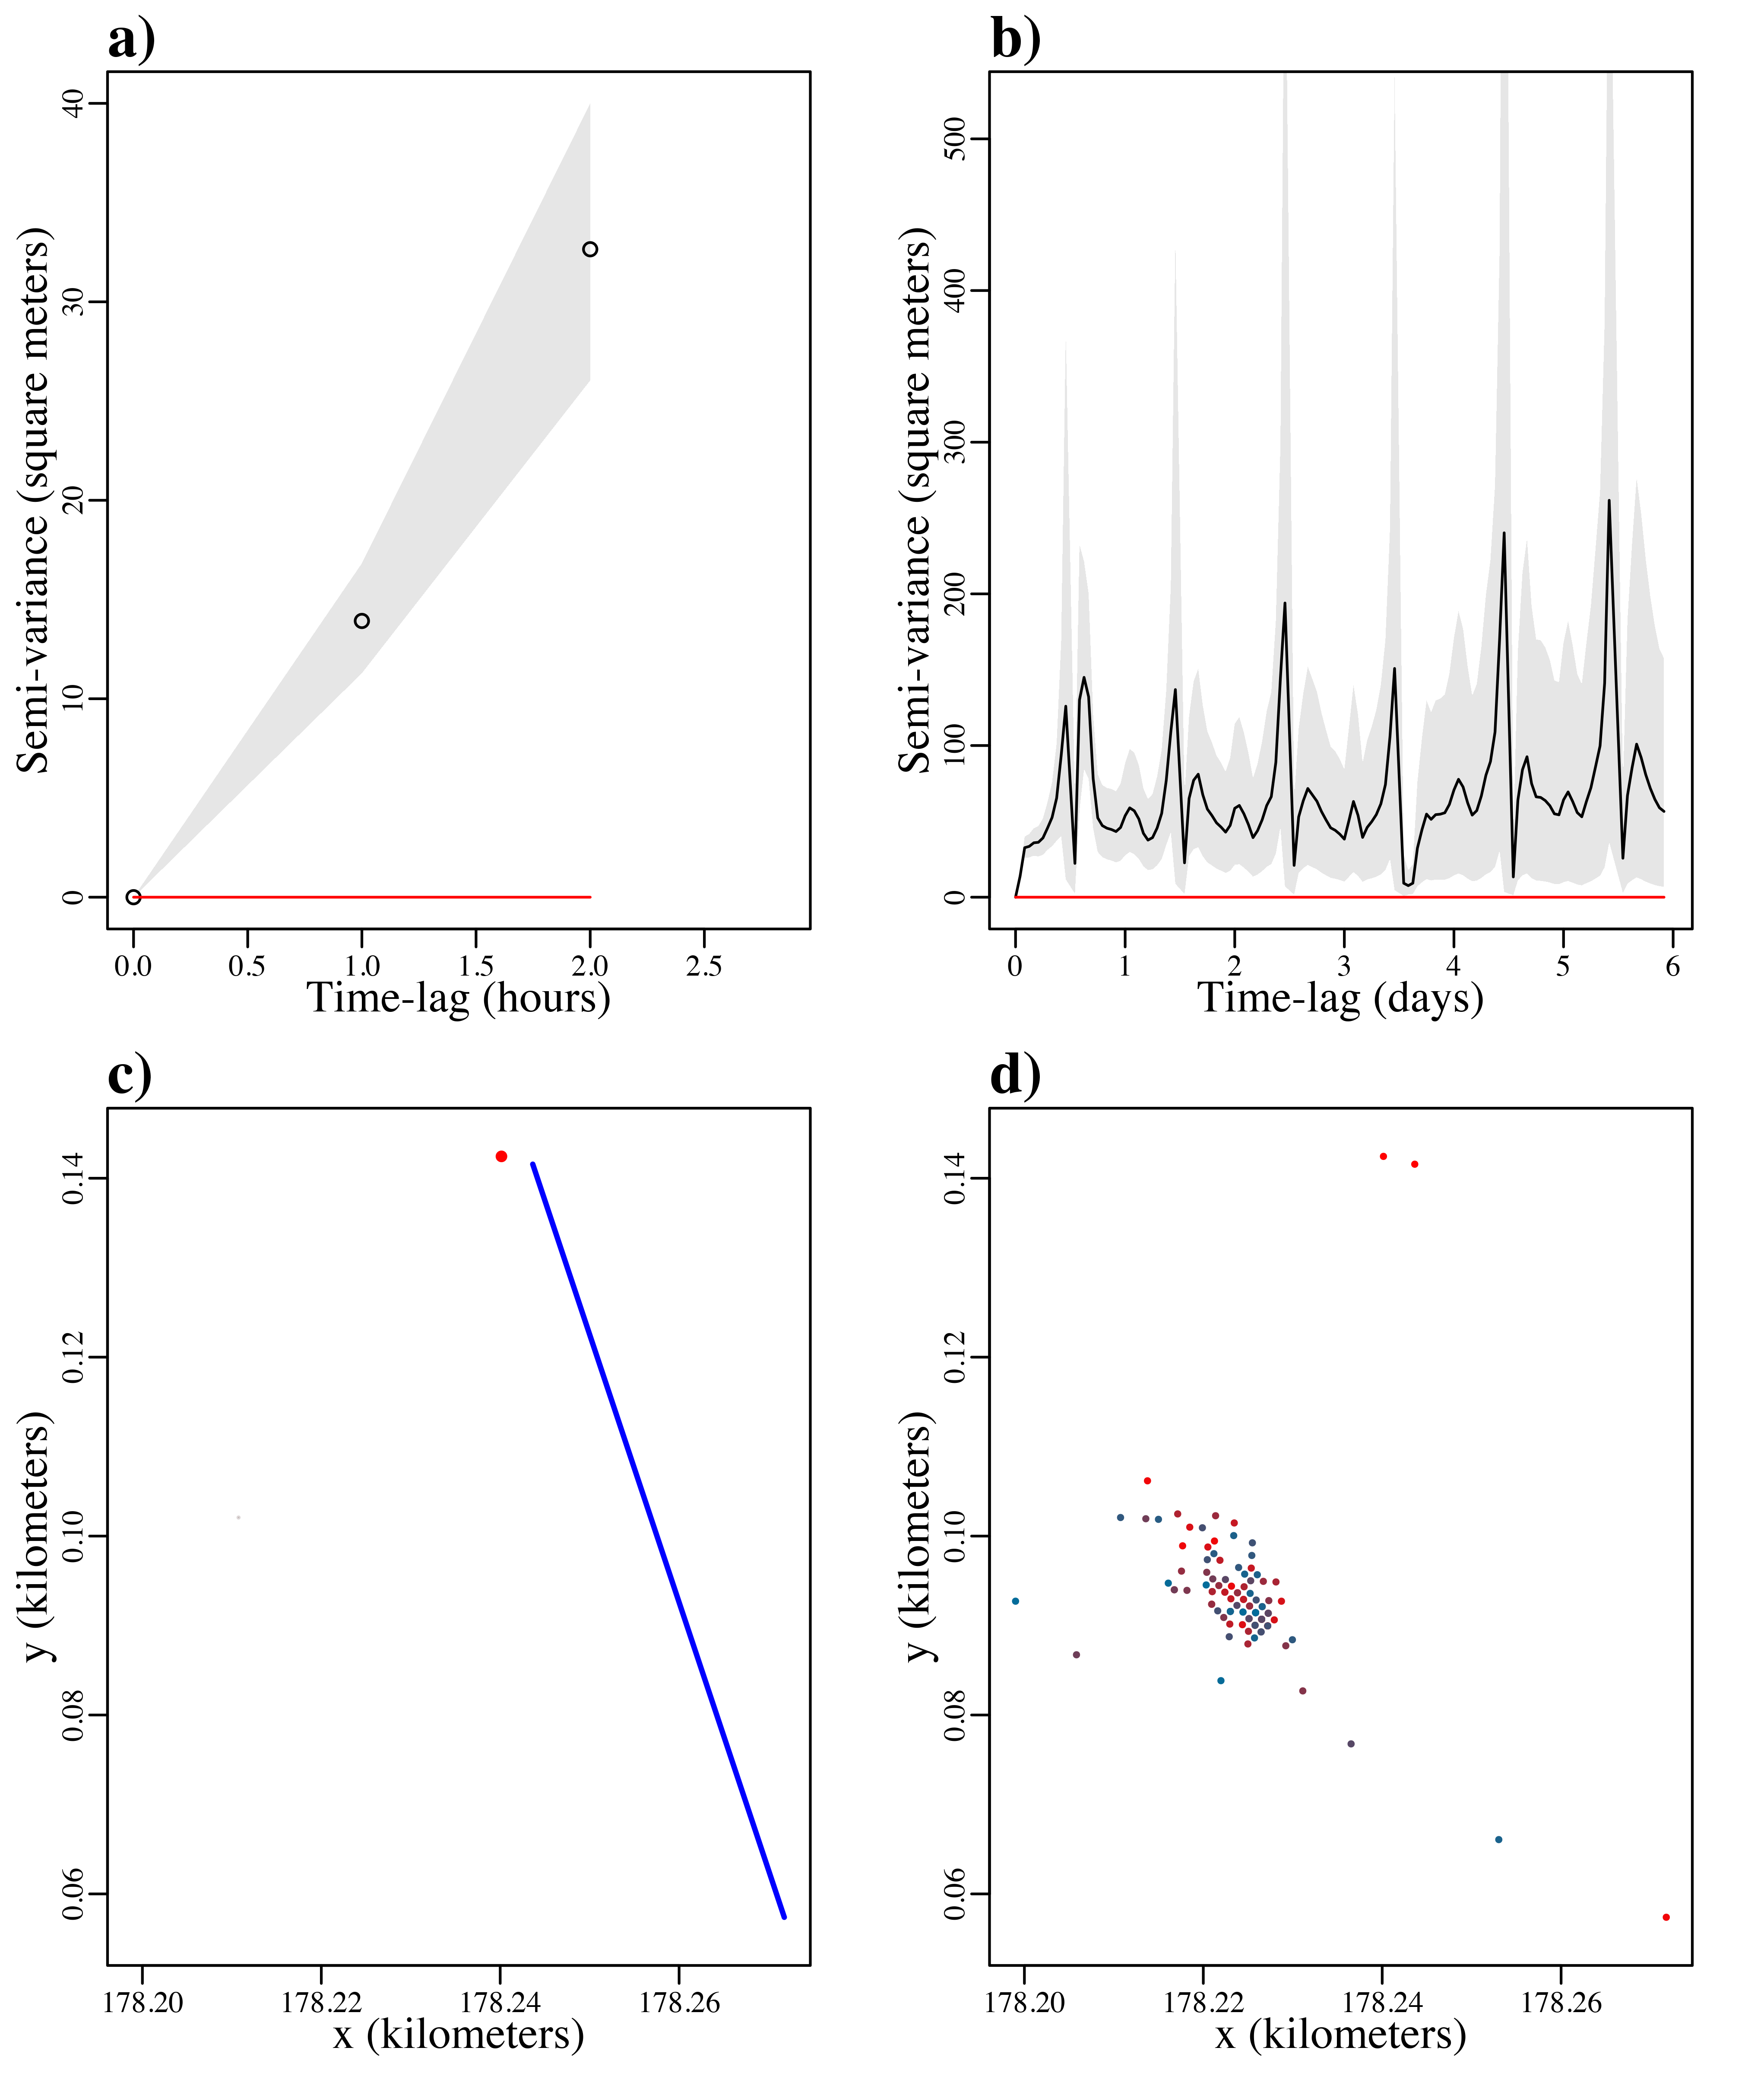 a)
Semi-variance (square meters)
40
30
20
10
0
0.0 0.5 1.0 1.5 2.0 2.5
Time-lag (hours)
b)
Semi-variance (square meters)
500
400
300
200
100
0
0 1 2 3 4 5 6
Time-lag (days)
c)
y (kilometers)
0.14
0.12
0.10
0.08
0.06
178.20 178.22 178.24 178.26
x (kilometers)
d)
y (kilometers)
0.14
0.12
0.10
0.08
0.06
178.20 178.22 178.24 178.26
x (kilometers)